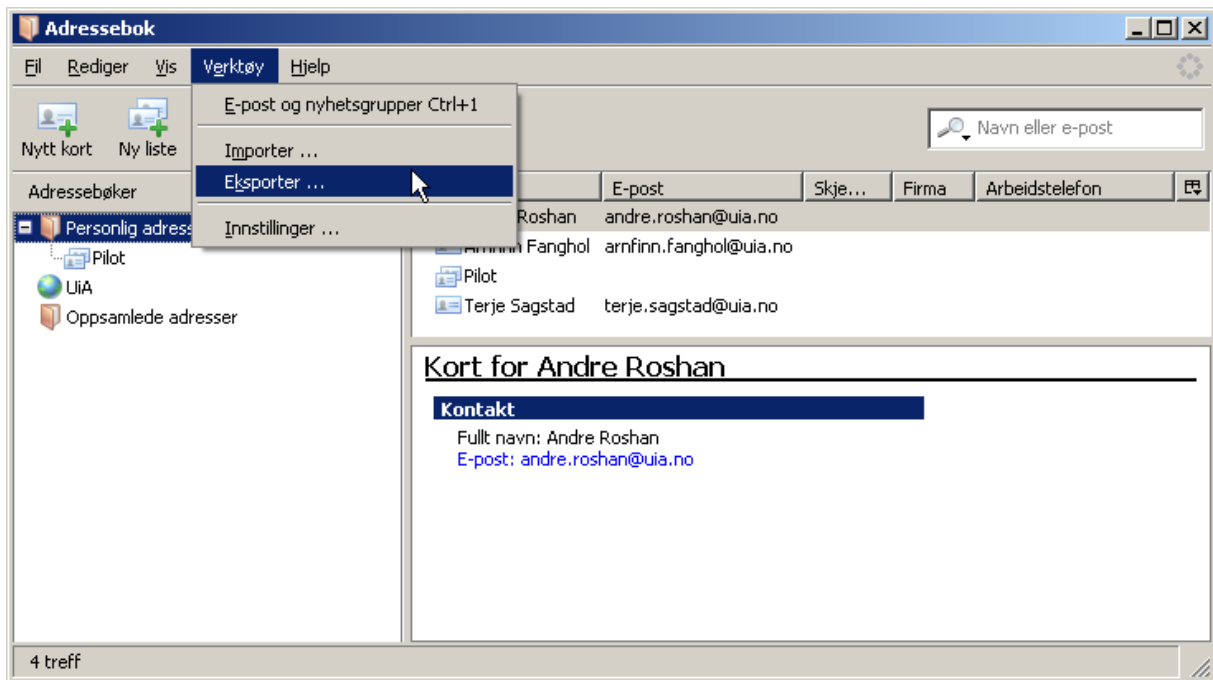 Adressebok
Fil Rediger Vis Verktøy Hjelp
E-post og nyhetsgrupper Ctrl+1
Importer ...
Eksporter ...
Innstillinger ...
Nytt kort Ny liste
Navn eller e-post
Adressebøker
E-post Skje... Firma Arbeidstelefon
Personlig
Pilot
UiA
Oppsamlede adresser
Roshan andre.roshan@uia.no
Arnfinn Fanghol arnfinn.fanghol@uia.no
Pilot
Terje Sagstad terje.sagstad@uia.no
Kort for Andre Roshan
Kontakt
Fullt navn: Andre Roshan
E-post: andre.roshan@uia.no
4 treff